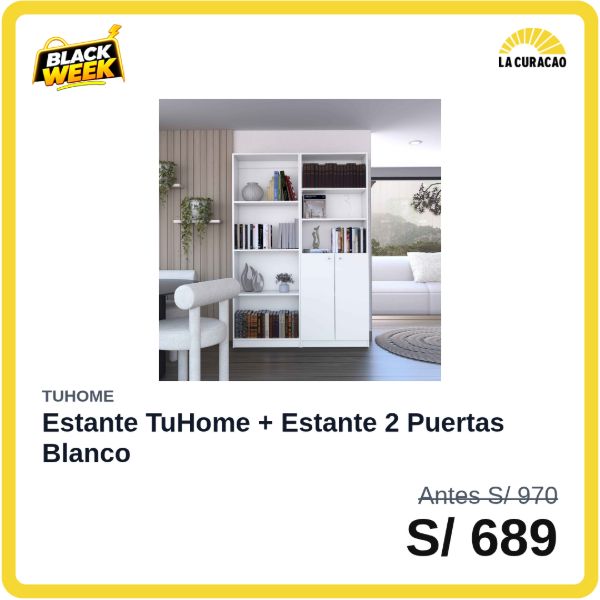 BLACK
WEEK
LA CURACAO
TUHOME
Estante TuHome + Estante 2 Puertas
Blanco
Antes S/ 970
S/ 689